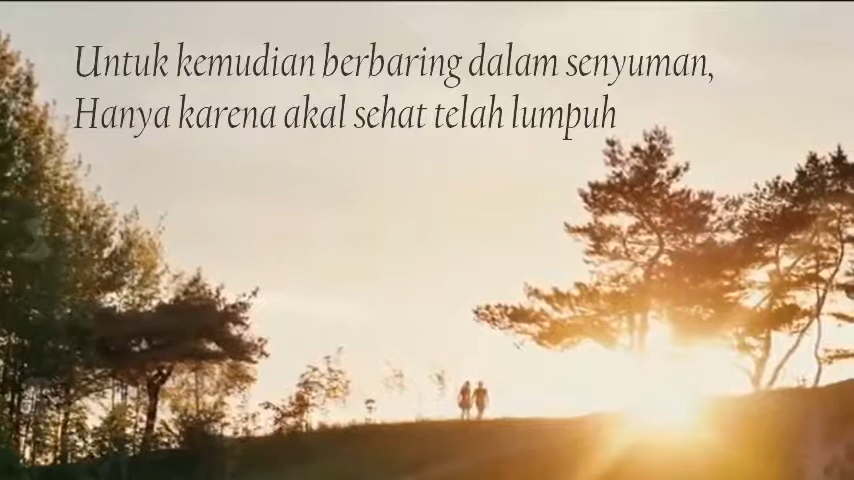 Untuk kemudian berbaring dalam senyuman,
Hanya karena akal sehat telah lumpuh